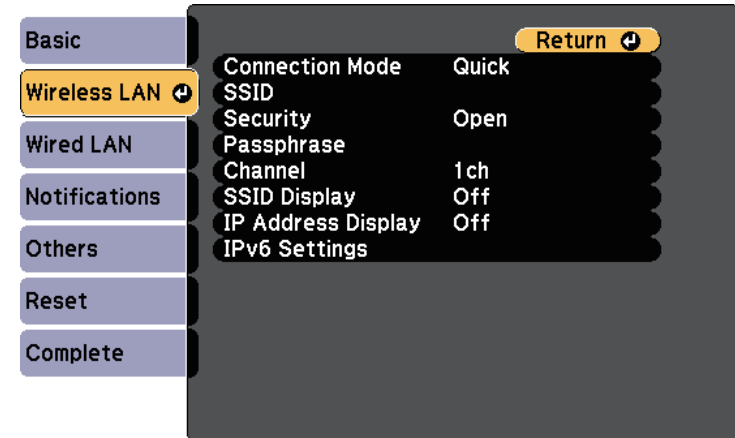 Basic
Wireless LAN
Wired LAN
Notifications
Others
Reset
Complete
Return
Connection Mode Quick
SSID
Security Open
Passphrase
Channel 1ch
SSID Display Off
IP Address Display Off
IPv6 Settings